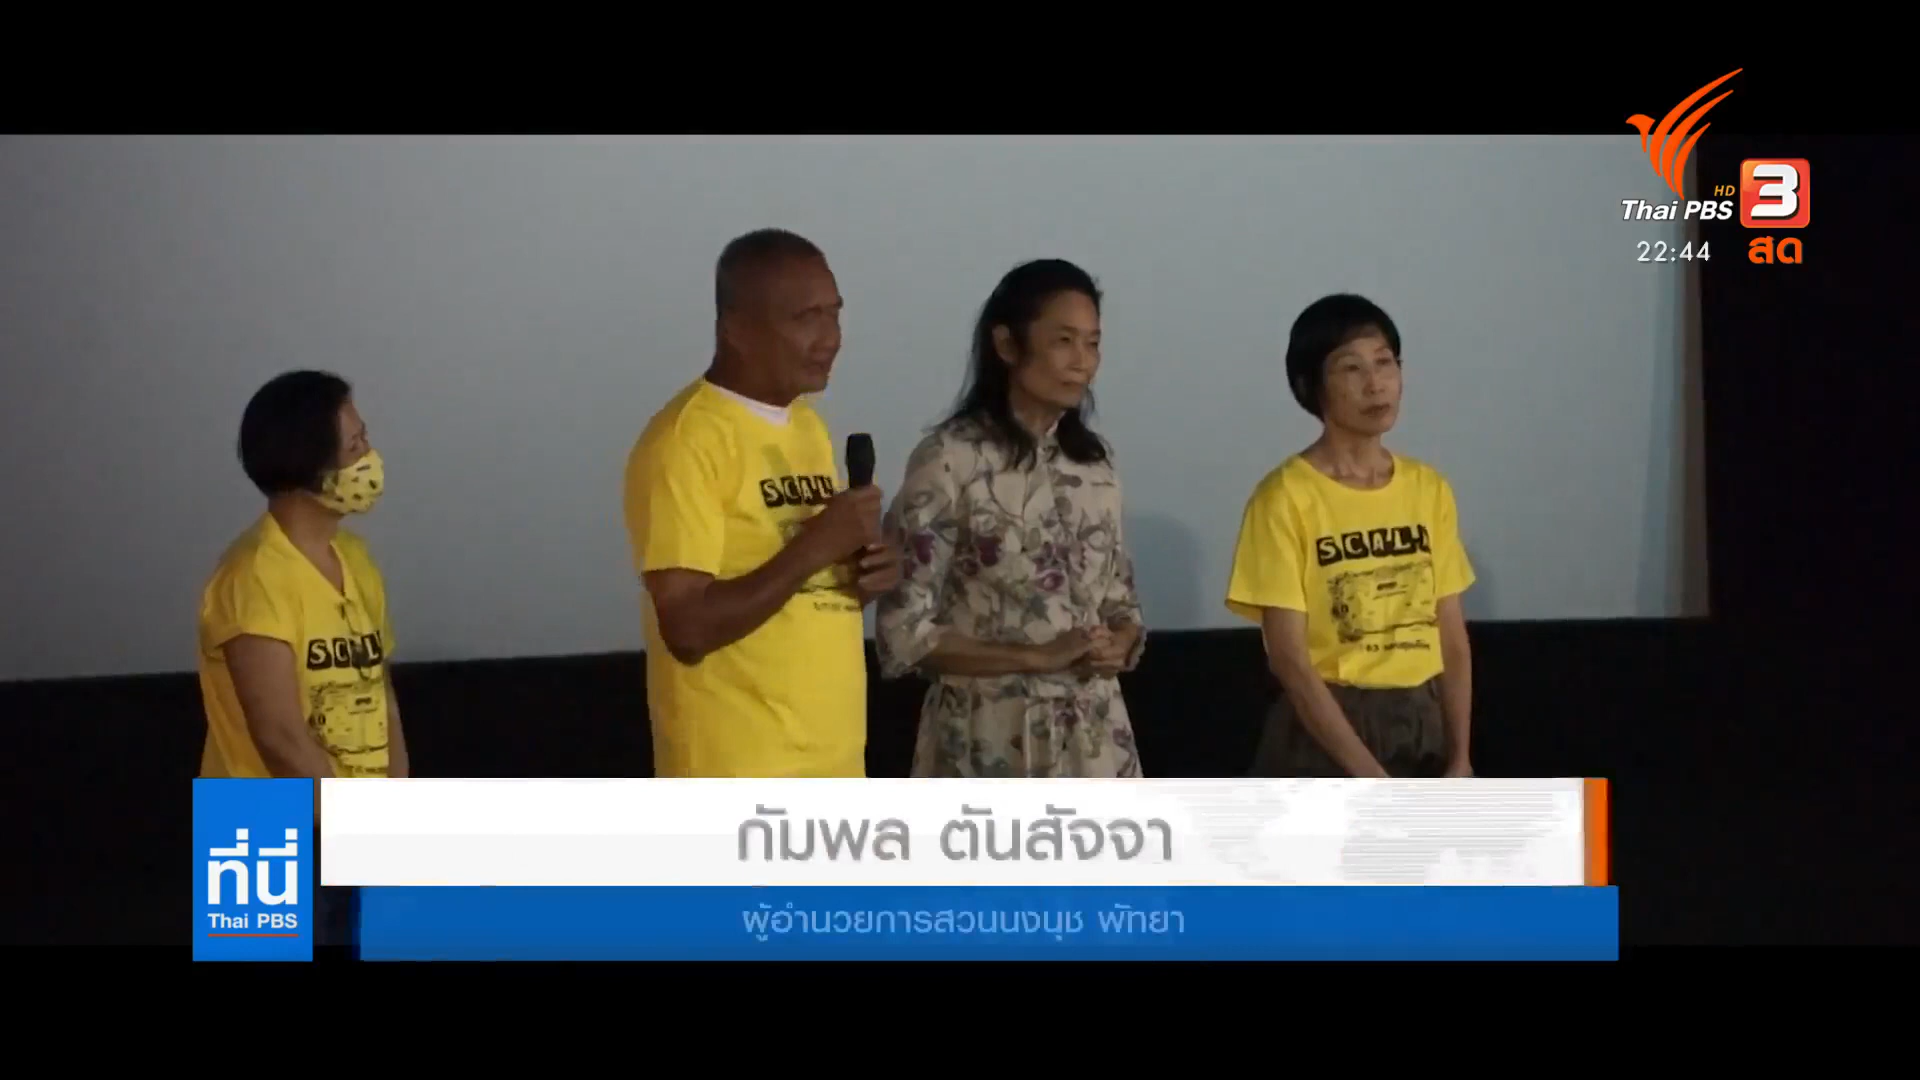 HD
Thai PBS 3
22:44 สด
SCAL
SCALA
SCAL
กัมพล ตันสัจจา
ผู้อำนวยการสวนนงนุช พัทยา
ที่นี่
Thai PBS